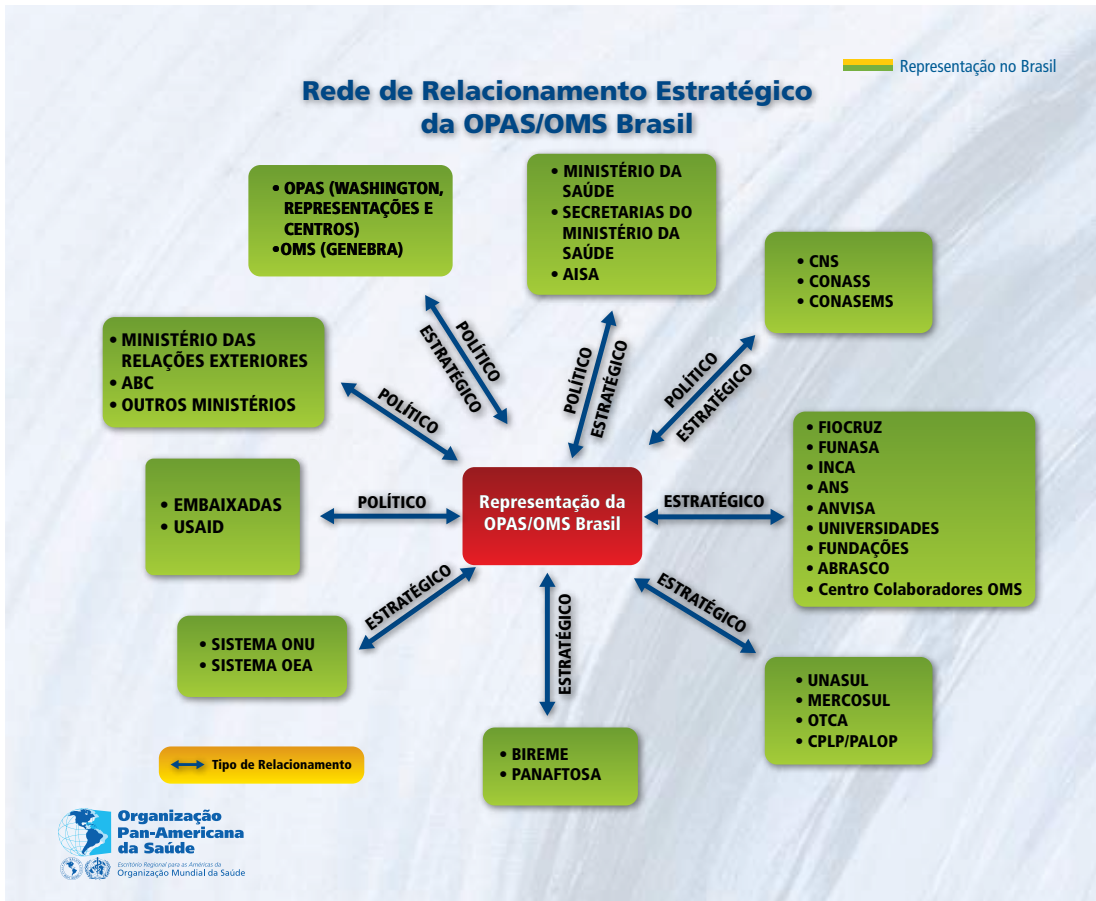 Representação no Brasil
Rede de Relacionamento Estratégico
da OPAS/OMS Brasil
• OPAS (WASHINGTON,
REPRESENTAÇÕES E
CENTROS)
•OMS (GENEBRA)
• MINISTÉRIO DA
SAÚDE
• SECRETARIAS DO
MINISTÉRIO DA
SAÚDE
• AISA
• CNS
• CONASS
• CONASEMS
• MINISTÉRIO DAS
RELAÇÕES EXTERIORES
• ABC
• OUTROS MINISTÉRIOS
POLÍTICO
ESTRATÉGICO
POLÍTICO
ESTRATÉGICO
POLÍTICO
ESTRATÉGICO
POLÍTICO
• EMBAIXADAS
• USAID
POLÍTICO
Representação da
OPAS/OMS Brasil
ESTRATÉGICO
• FIOCRUZ
• FUNASA
• INCA
• ANS
• ANVISA
• UNIVERSIDADES
• FUNDAÇÕES
• ABRASCO
• Centro Colaboradores OMS
ESTRATÉGICO
ESTRATÉGICO
ESTRATÉGICO
• SISTEMA ONU
• SISTEMA OEA
• UNASUL
• MERCOSUL
• OTCA
• CPLP/PALOP
• BIREME
• PANAFTOSA
Tipo de Relacionamento
Organização
Pan-Americana
da Saúde
Escritório Regional para as Américas da
Organização Mundial da Saúde